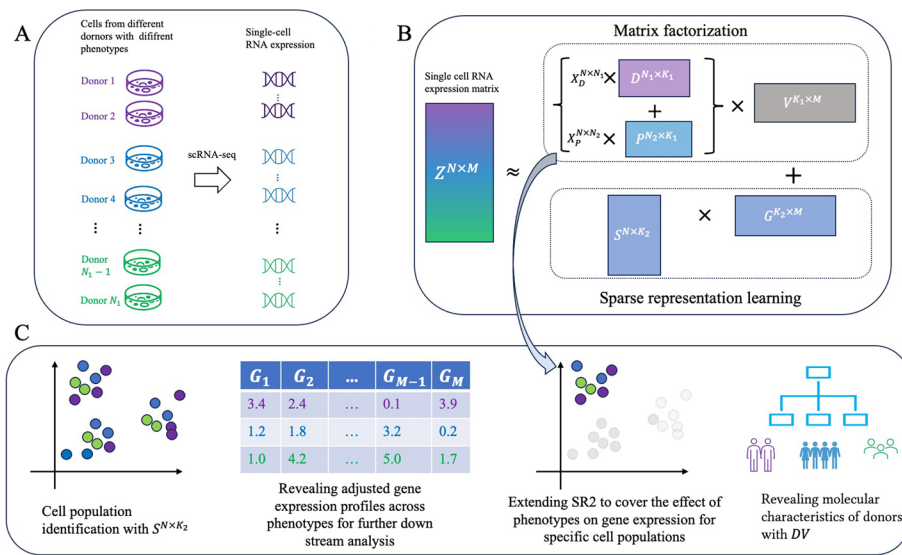 A
Cells from different
dornors with dififrent
phenotypes
Single-cell
RNA expression
Donor 1
Donor 2
Donor 3
Donor 4
...
...
Donor
N₁ − 1
Donor N₁
scRNA-seq
...
...
...
B
Matrix factorization
Single cell RNA
expression matrix
Z^{N×M}
≈
X_D^{N×N₁} × D^{N₁×K₁}
+
X_P^{N×N₂} × P^{N₂×K₁}
× V^{K₁×M}
+
S^{N×K₂} × G^{K₂×M}
Sparse representation learning
C
Cell population
identification with S^{N×K₂}
G₁ G₂ ... G_{M−1} G_M
3.4 2.4 ... 0.1 3.9
1.2 1.8 ... 3.2 0.2
1.0 4.2 ... 5.0 1.7
Revealing adjusted gene
expression profiles across
phenotypes for further down
stream analysis
Extending SR2 to cover the effect of
phenotypes on gene expression for
specific cell populations
Revealing molecular
characteristics of donors
with DV